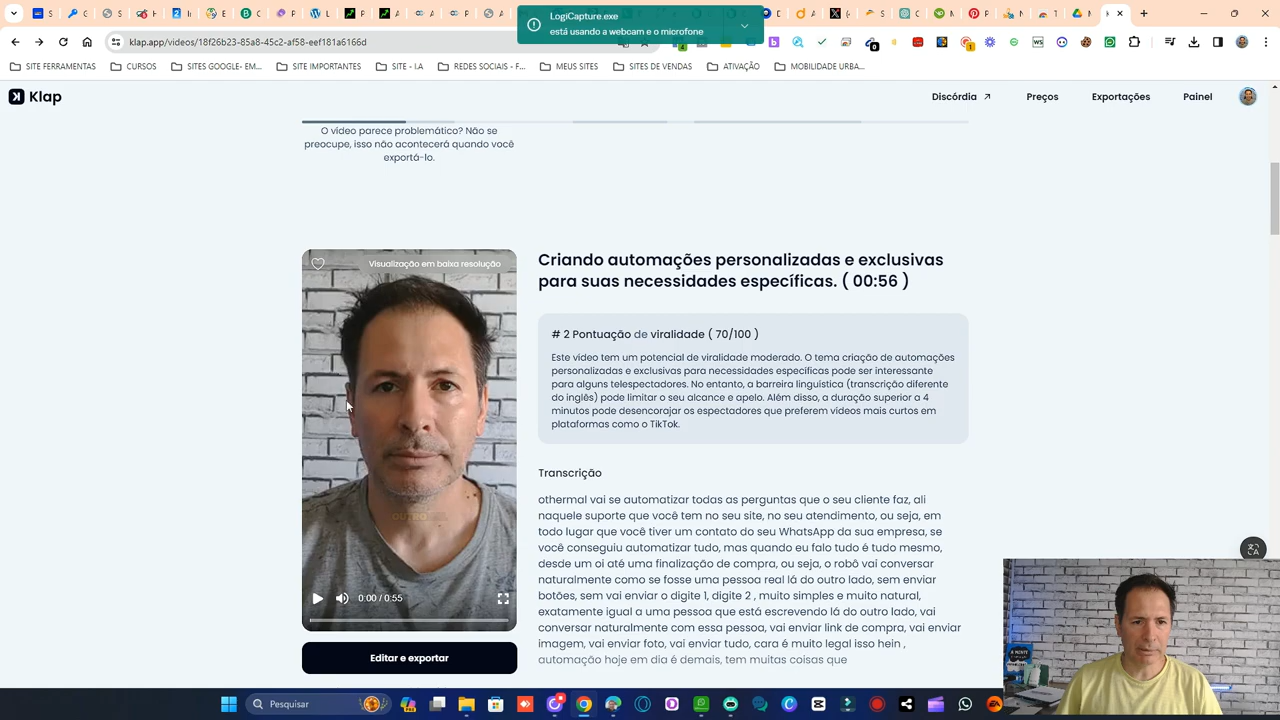 LogiCapture.exe
está usando a webcam e o microfone
klap.app/videos/18f26b23-85a8-45c2-af58-eef181a6166d
SITE FERRAMENTAS
CURSOS
SITES GOOGLE- EM...
SITE IMPORTANTES
SITE - I.A
REDES SOCIAIS - F...
MEUS SITES
SITES DE VENDAS
ATIVAÇÃO
MOBILIDADE URBA...
Klap
Discórdia
Preços
Exportações
Painel
O vídeo parece problemático? Não se
preocupe, isso não acontecerá quando você
exportá-lo.
Visualização em baixa resolução
OUTRO
0:00 / 0:55
Editar e exportar
Criando automações personalizadas e exclusivas
para suas necessidades específicas. ( 00:56 )
# 2 Pontuação de viralidade ( 70/100 )
Este vídeo tem um potencial de viralidade moderado. O tema criação de automações
personalizadas e exclusivas para necessidades específicas pode ser interessante
para alguns telespectadores. No entanto, a barreira linguística (transcrição diferente
do inglês) pode limitar o seu alcance e apelo. Além disso, a duração superior a 4
minutos pode desencorajar os espectadores que preferem vídeos mais curtos em
plataformas como o TikTok.
Transcrição
othermal vai se automatizar todas as perguntas que o seu cliente faz, ali
naquele suporte que você tem no seu site, no seu atendimento, ou seja, em
todo lugar que você tiver um contato do seu WhatsApp da sua empresa, se
você conseguiu automatizar tudo, mas quando eu falo tudo é tudo mesmo,
desde um oi até uma finalização de compra, ou seja, o robô vai conversar
naturalmente como se fosse uma pessoa real lá do outro lado, sem enviar
botões, sem vai enviar o digite 1, digite 2 , muito simples e muito natural,
exatamente igual a uma pessoa que está escrevendo lá do outro lado, vai
conversar naturalmente com essa pessoa, vai enviar link de compra, vai enviar
imagem, vai enviar foto, vai enviar tudo, cara é muito legal isso hein ,
automação hoje em dia é demais, tem muitas coisas que
Pesquisar